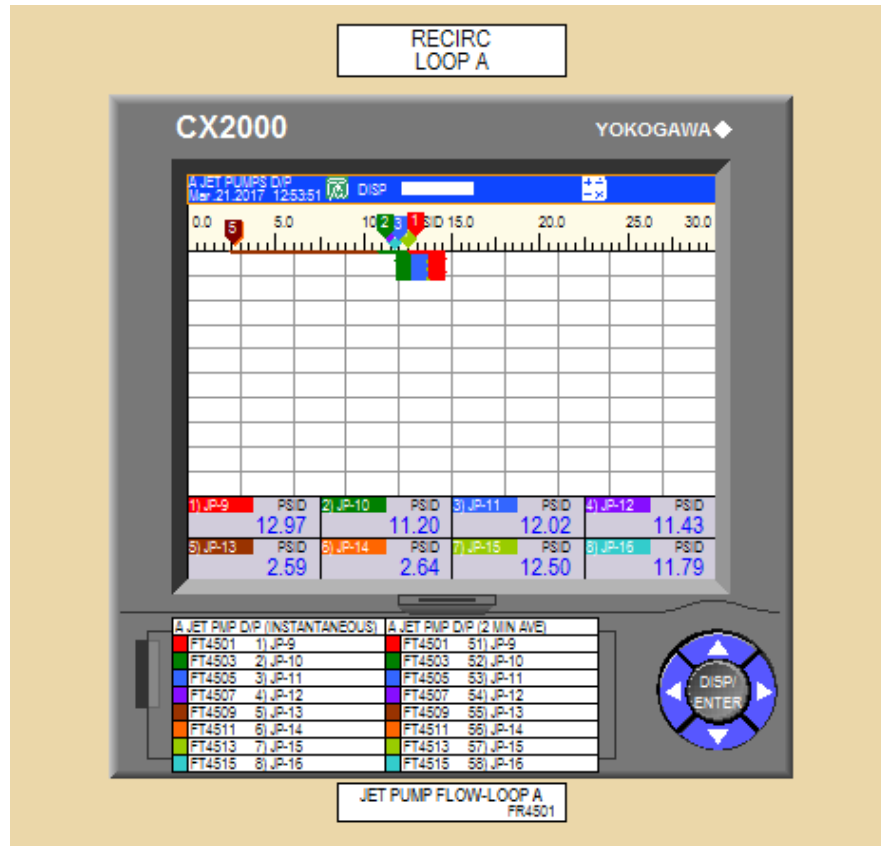 RECIRC
LOOP A
CX2000
YOKOGAWA
A JET PUMPS D/P
Mar.21.2017 12:53:51 DISP
0.0 5.0 10 SID 15.0 20.0 25.0 30.0
5 2 3 1
1) JP-9 PSID 2) JP-10 PSID 3) JP-11 PSID 4) JP-12 PSID
12.97 11.20 12.02 11.43
5) JP-13 PSID 6) JP-14 PSID 7) JP-15 PSID 8) JP-16 PSID
2.59 2.64 12.50 11.79
A JET PMP D/P (INSTANTANEOUS) A JET PMP D/P (2 MIN AVE)
FT4501 1) JP-9 FT4501 51) JP-9
FT4503 2) JP-10 FT4503 52) JP-10
FT4505 3) JP-11 FT4505 53) JP-11
FT4507 4) JP-12 FT4507 54) JP-12
FT4509 5) JP-13 FT4509 55) JP-13
FT4511 6) JP-14 FT4511 56) JP-14
FT4513 7) JP-15 FT4513 57) JP-15
FT4515 8) JP-16 FT4515 58) JP-16
DISP/
ENTER
JET PUMP FLOW-LOOP A
FR4501